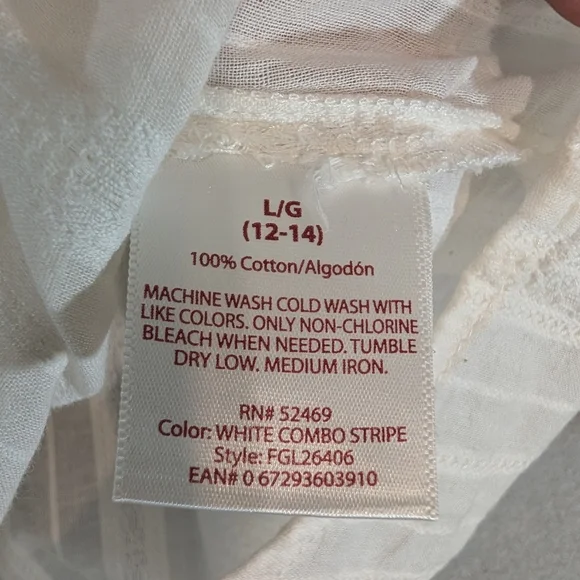 L/G
(12-14)
100% Cotton/Algodón
MACHINE WASH COLD WASH WITH
LIKE COLORS. ONLY NON-CHLORINE
BLEACH WHEN NEEDED. TUMBLE
DRY LOW. MEDIUM IRON.
RN# 52469
Color: WHITE COMBO STRIPE
Style: FGL26406
EAN# 0 67293603910